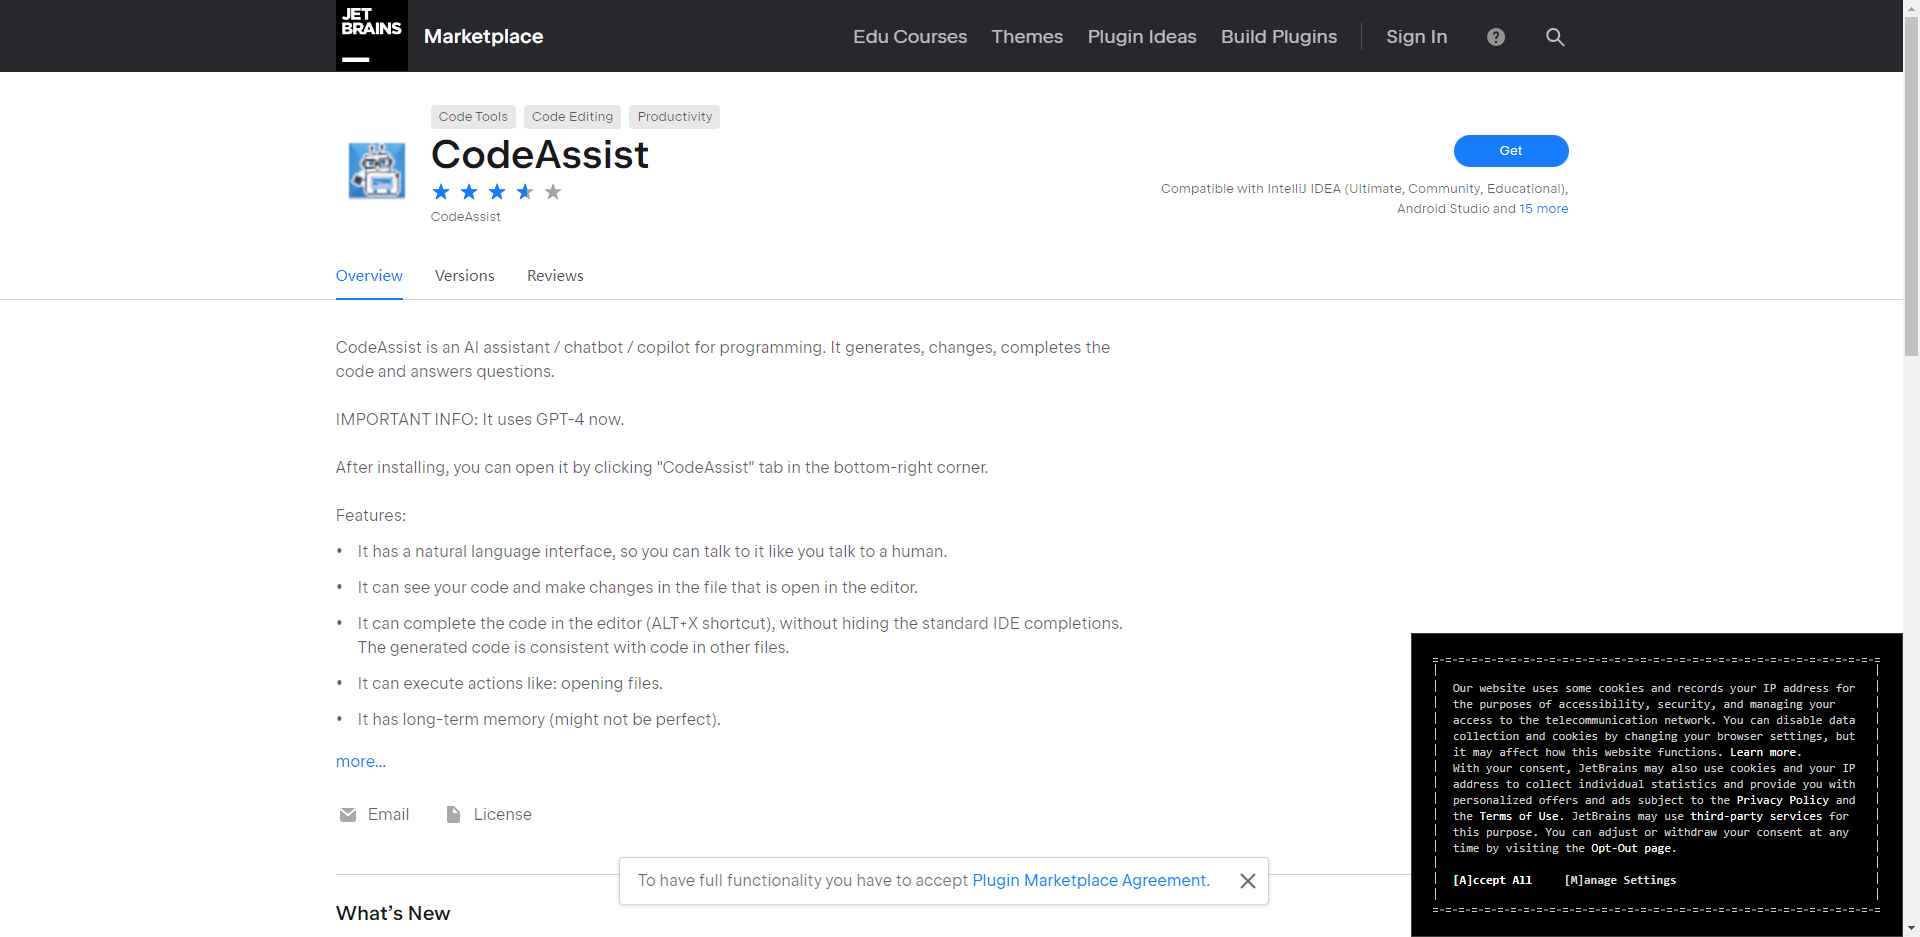 JET
BRAINS
Marketplace
Edu Courses
Themes
Plugin Ideas
Build Plugins
Sign In
Code Tools
Code Editing
Productivity
CodeAssist
CodeAssist
Get
Compatible with IntelliJ IDEA (Ultimate, Community, Educational),
Android Studio and 15 more
Overview
Versions
Reviews
CodeAssist is an AI assistant / chatbot / copilot for programming. It generates, changes, completes the
code and answers questions.
IMPORTANT INFO: It uses GPT-4 now.
After installing, you can open it by clicking "CodeAssist" tab in the bottom-right corner.
Features:
• It has a natural language interface, so you can talk to it like you talk to a human.
• It can see your code and make changes in the file that is open in the editor.
• It can complete the code in the editor (ALT+X shortcut), without hiding the standard IDE completions.
The generated code is consistent with code in other files.
• It can execute actions like: opening files.
• It has long-term memory (might not be perfect).
more...
Email
License
To have full functionality you have to accept Plugin Marketplace Agreement.
What's New
Our website uses some cookies and records your IP address for
the purposes of accessibility, security, and managing your
access to the telecommunication network. You can disable data
collection and cookies by changing your browser settings, but
it may affect how this website functions. Learn more.
With your consent, JetBrains may also use cookies and your IP
address to collect individual statistics and provide you with
personalized offers and ads subject to the Privacy Policy and
the Terms of Use. JetBrains may use third-party services for
this purpose. You can adjust or withdraw your consent at any
time by visiting the Opt-Out page.
[A]ccept All
[M]anage Settings